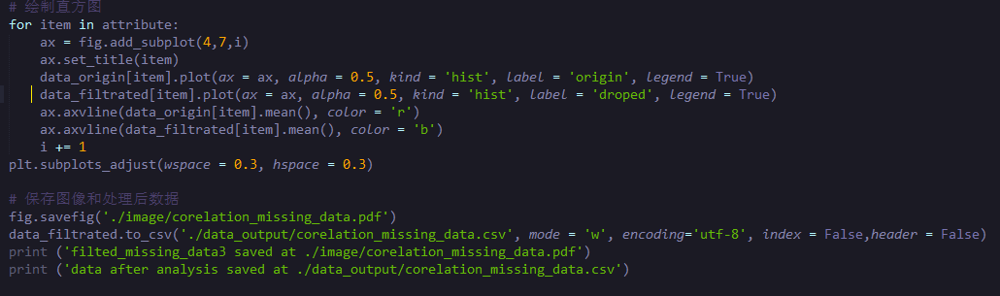 # 绘制直方图
for item in attribute:
    ax = fig.add_subplot(4,7,i)
    ax.set_title(item)
    data_origin[item].plot(ax = ax, alpha = 0.5, kind = 'hist', label = 'origin', legend = True)
    data_filtrated[item].plot(ax = ax, alpha = 0.5, kind = 'hist', label = 'droped', legend = True)
    ax.axvline(data_origin[item].mean(), color = 'r')
    ax.axvline(data_filtrated[item].mean(), color = 'b')
    i += 1
plt.subplots_adjust(wspace = 0.3, hspace = 0.3)
# 保存图像和处理后数据
fig.savefig('./image/corelation_missing_data.pdf')
data_filtrated.to_csv('./data_output/corelation_missing_data.csv', mode = 'w', encoding='utf-8', index = False,header = False)
print ('filted_missing_data3 saved at ./image/corelation_missing_data.pdf')
print ('data after analysis saved at ./data_output/corelation_missing_data.csv')